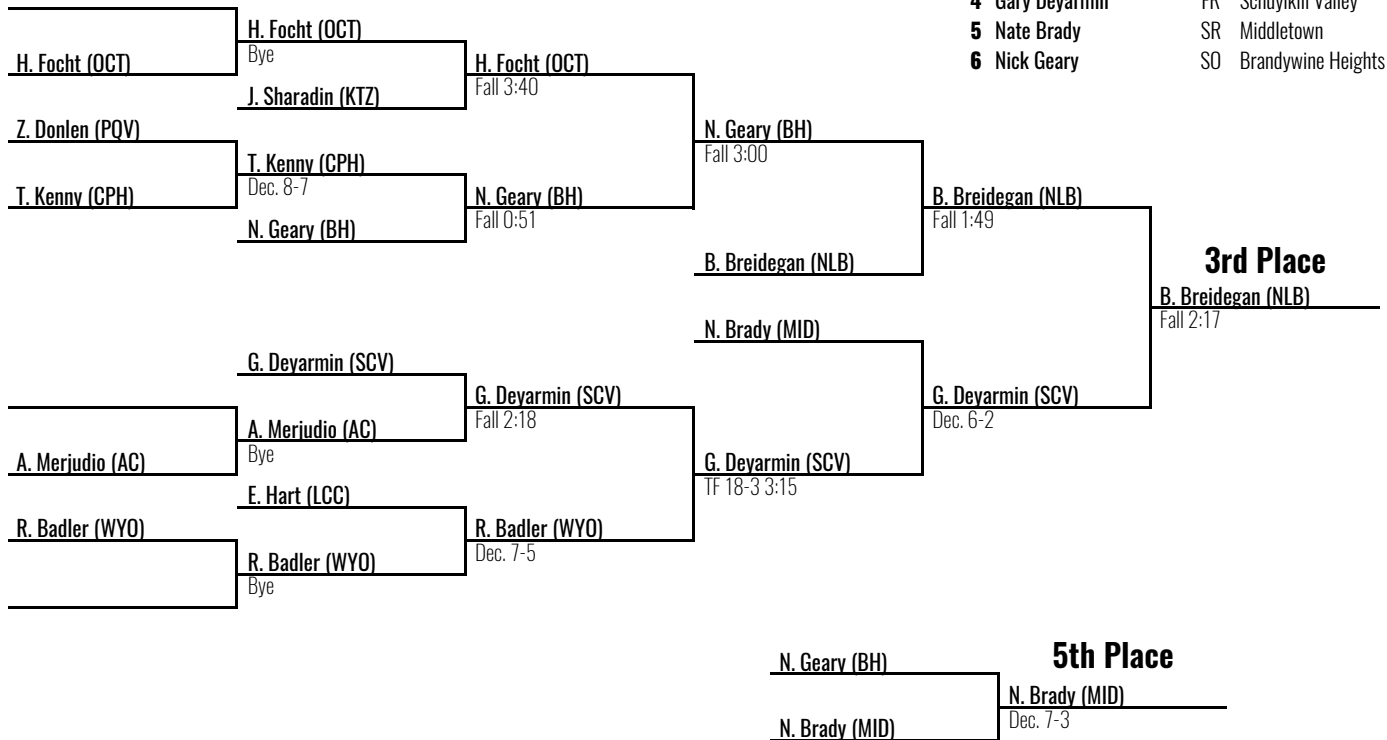 4 Gary Deyarmin FR Schuylkill Valley
H. Focht (OCT)
5 Nate Brady SR Middletown
Bye
H. Focht (OCT)
H. Focht (OCT)
6 Nick Geary SO Brandywine Heights
Fall 3:40
J. Sharadin (KTZ)
Z. Donlen (PQV)
N. Geary (BH)
Fall 3:00
T. Kenny (CPH)
Dec. 8-7
T. Kenny (CPH)
N. Geary (BH)
B. Breidegan (NLB)
Fall 0:51
Fall 1:49
N. Geary (BH)
B. Breidegan (NLB)
3rd Place
B. Breidegan (NLB)
Fall 2:17
N. Brady (MID)
G. Deyarmin (SCV)
G. Deyarmin (SCV)
G. Deyarmin (SCV)
Fall 2:18
Dec. 6-2
A. Merjudio (AC)
Bye
A. Merjudio (AC)
G. Deyarmin (SCV)
TF 18-3 3:15
E. Hart (LCC)
R. Badler (WYO)
R. Badler (WYO)
Dec. 7-5
R. Badler (WYO)
Bye
5th Place
N. Geary (BH)
N. Brady (MID)
Dec. 7-3
N. Brady (MID)